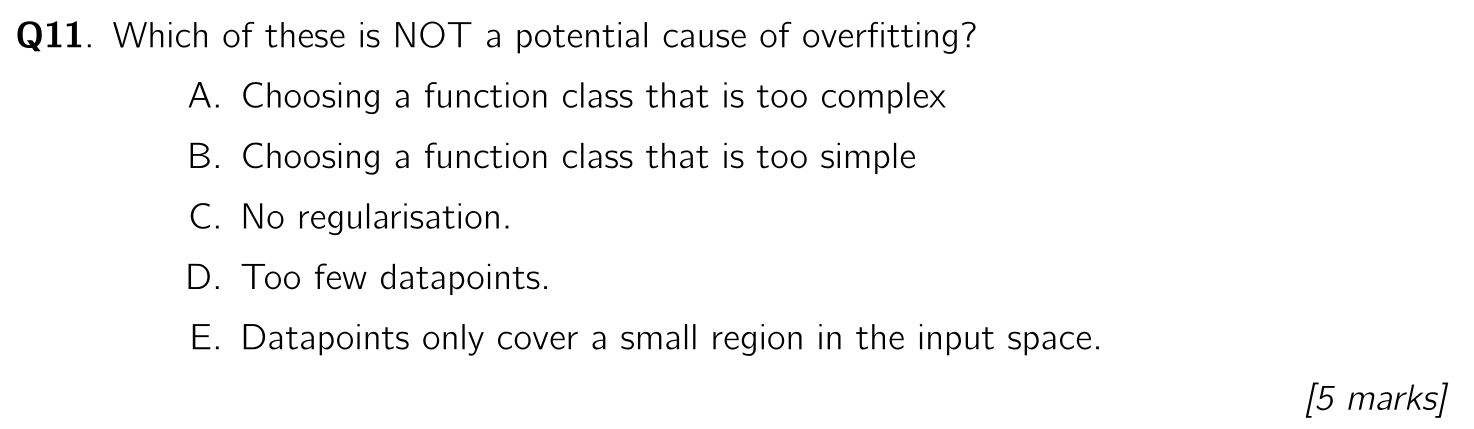 Q11. Which of these is NOT a potential cause of overfitting?
A. Choosing a function class that is too complex
B. Choosing a function class that is too simple
C. No regularisation.
D. Too few datapoints.
E. Datapoints only cover a small region in the input space.
[5 marks]